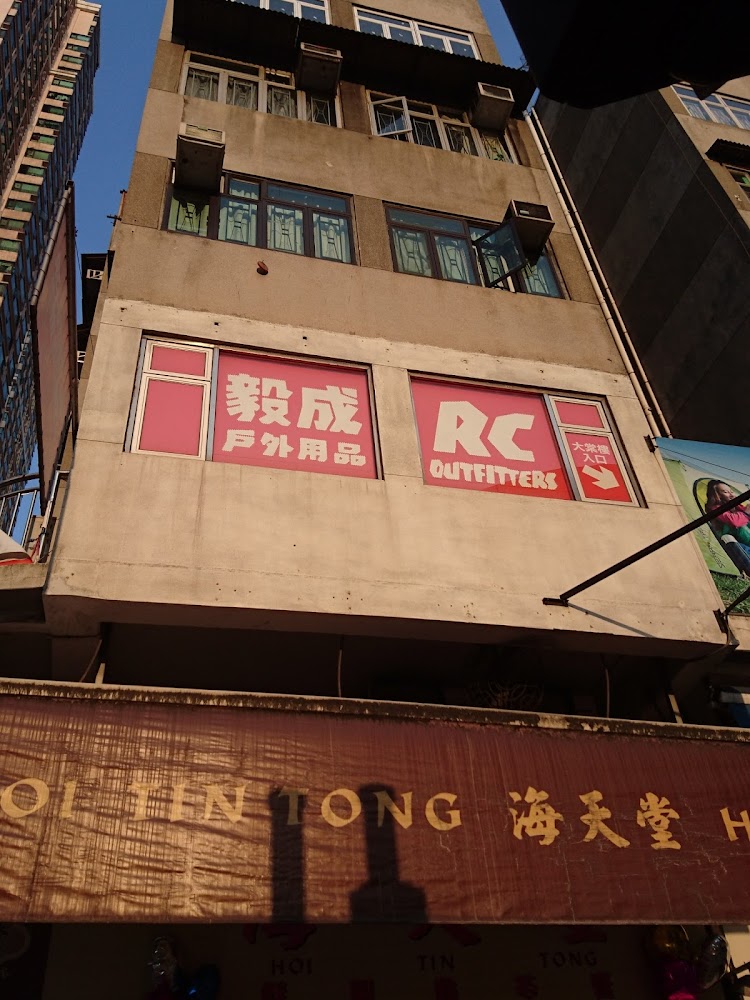 毅成
戶外用品
RC
OUTFITTERS
大棠樓
入口
HOI TIN TONG 海天堂 H
HOI TIN TONG